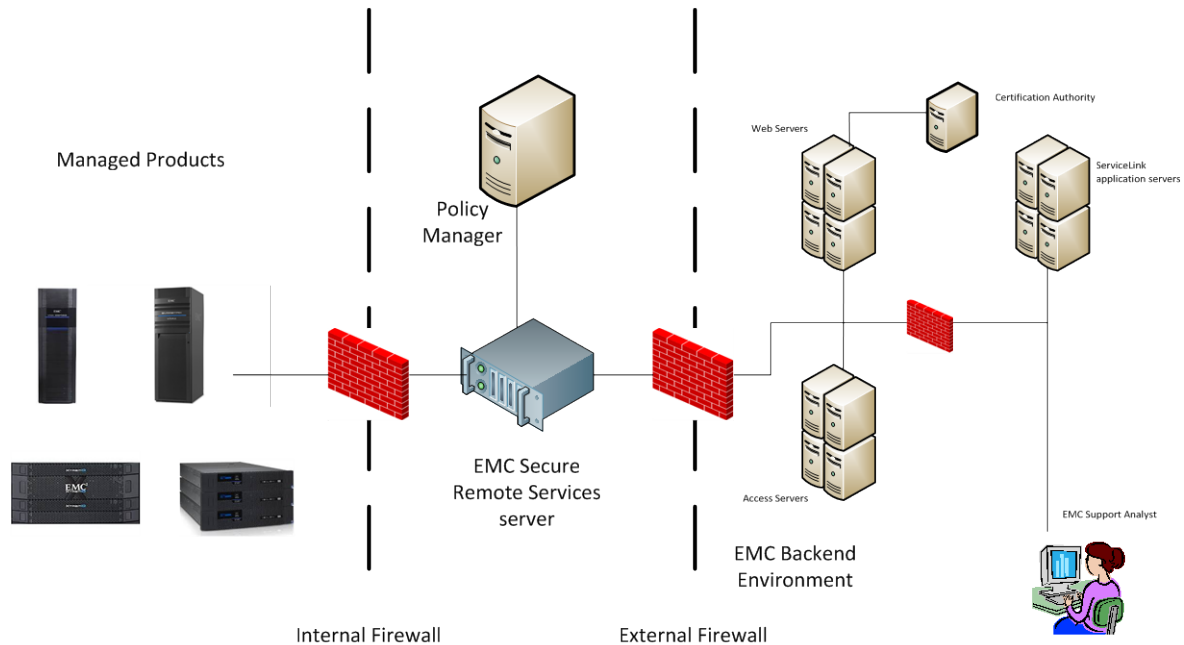 Certification Authority
Web Servers
Managed Products
ServiceLink
application servers
Policy
Manager
EMC
EMC Secure
Remote Services
server
Access Servers
EMC Support Analyst
EMC Backend
Environment
Internal Firewall
External Firewall